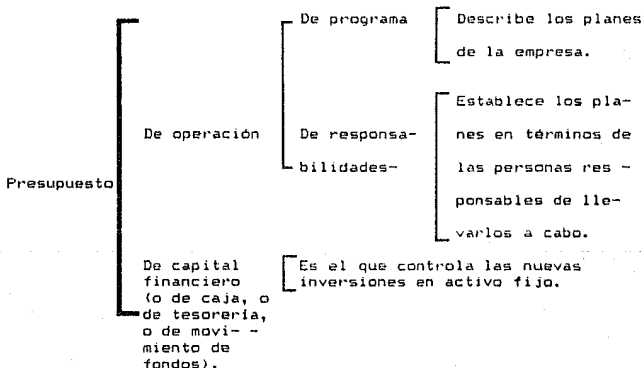 De programa
Describe los planes
de la empresa.
De operación
De responsa-
bilidades-
Establece los pla-
nes en términos de
las personas res -
ponsables de lle-
varlos a cabo.
Presupuesto
De capital
financiero
(o de caja, o
de tesorería,
o de movi- -
miento de
fondos).
Es el que controla las nuevas
inversiones en activo fijo.